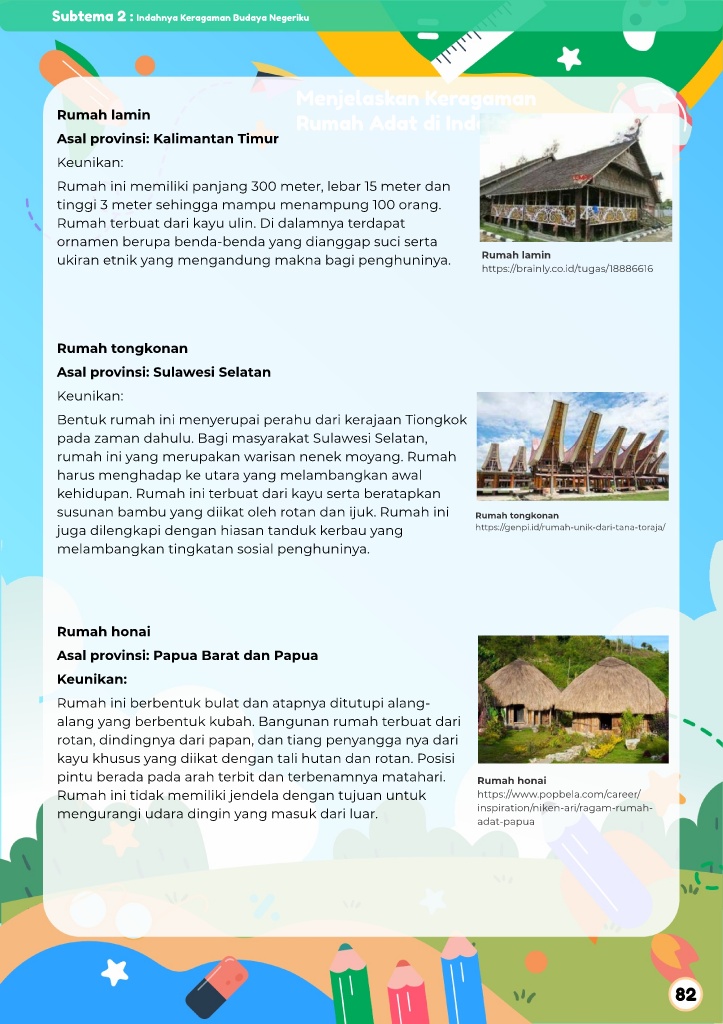 Subtema 2 : Indahnya Keragaman Budaya Negeriku
Menjelaskan Keragaman
Rumah Adat di
Rumah lamin
Asal provinsi: Kalimantan Timur
Keunikan:
Rumah ini memiliki panjang 300 meter, lebar 15 meter dan
tinggi 3 meter sehingga mampu menampung 100 orang.
Rumah terbuat dari kayu ulin. Di dalamnya terdapat
ornamen berupa benda-benda yang dianggap suci serta
ukiran etnik yang mengandung makna bagi penghuninya.
Rumah lamin
https://brainly.co.id/tugas/18886616
Rumah tongkonan
Asal provinsi: Sulawesi Selatan
Keunikan:
Bentuk rumah ini menyerupai perahu dari kerajaan Tiongkok
pada zaman dahulu. Bagi masyarakat Sulawesi Selatan,
rumah ini yang merupakan warisan nenek moyang. Rumah
harus menghadap ke utara yang melambangkan awal
kehidupan. Rumah ini terbuat dari kayu serta beratapkan
susunan bambu yang diikat oleh rotan dan ijuk. Rumah ini
juga dilengkapi dengan hiasan tanduk kerbau yang
melambangkan tingkatan sosial penghuninya.
Rumah tongkonan
https://genpi.id/rumah-unik-dari-tana-toraja/
Rumah honai
Asal provinsi: Papua Barat dan Papua
Keunikan:
Rumah ini berbentuk bulat dan atapnya ditutupi alang-
alang yang berbentuk kubah. Bangunan rumah terbuat dari
rotan, dindingnya dari papan, dan tiang penyangga nya dari
kayu khusus yang diikat dengan tali hutan dan rotan. Posisi
pintu berada pada arah terbit dan terbenamnya matahari.
Rumah ini tidak memiliki jendela dengan tujuan untuk
mengurangi udara dingin yang masuk dari luar.
Rumah honai
https://www.popbela.com/career/
inspiration/niken-ari/ragam-rumah-
adat-papua
82